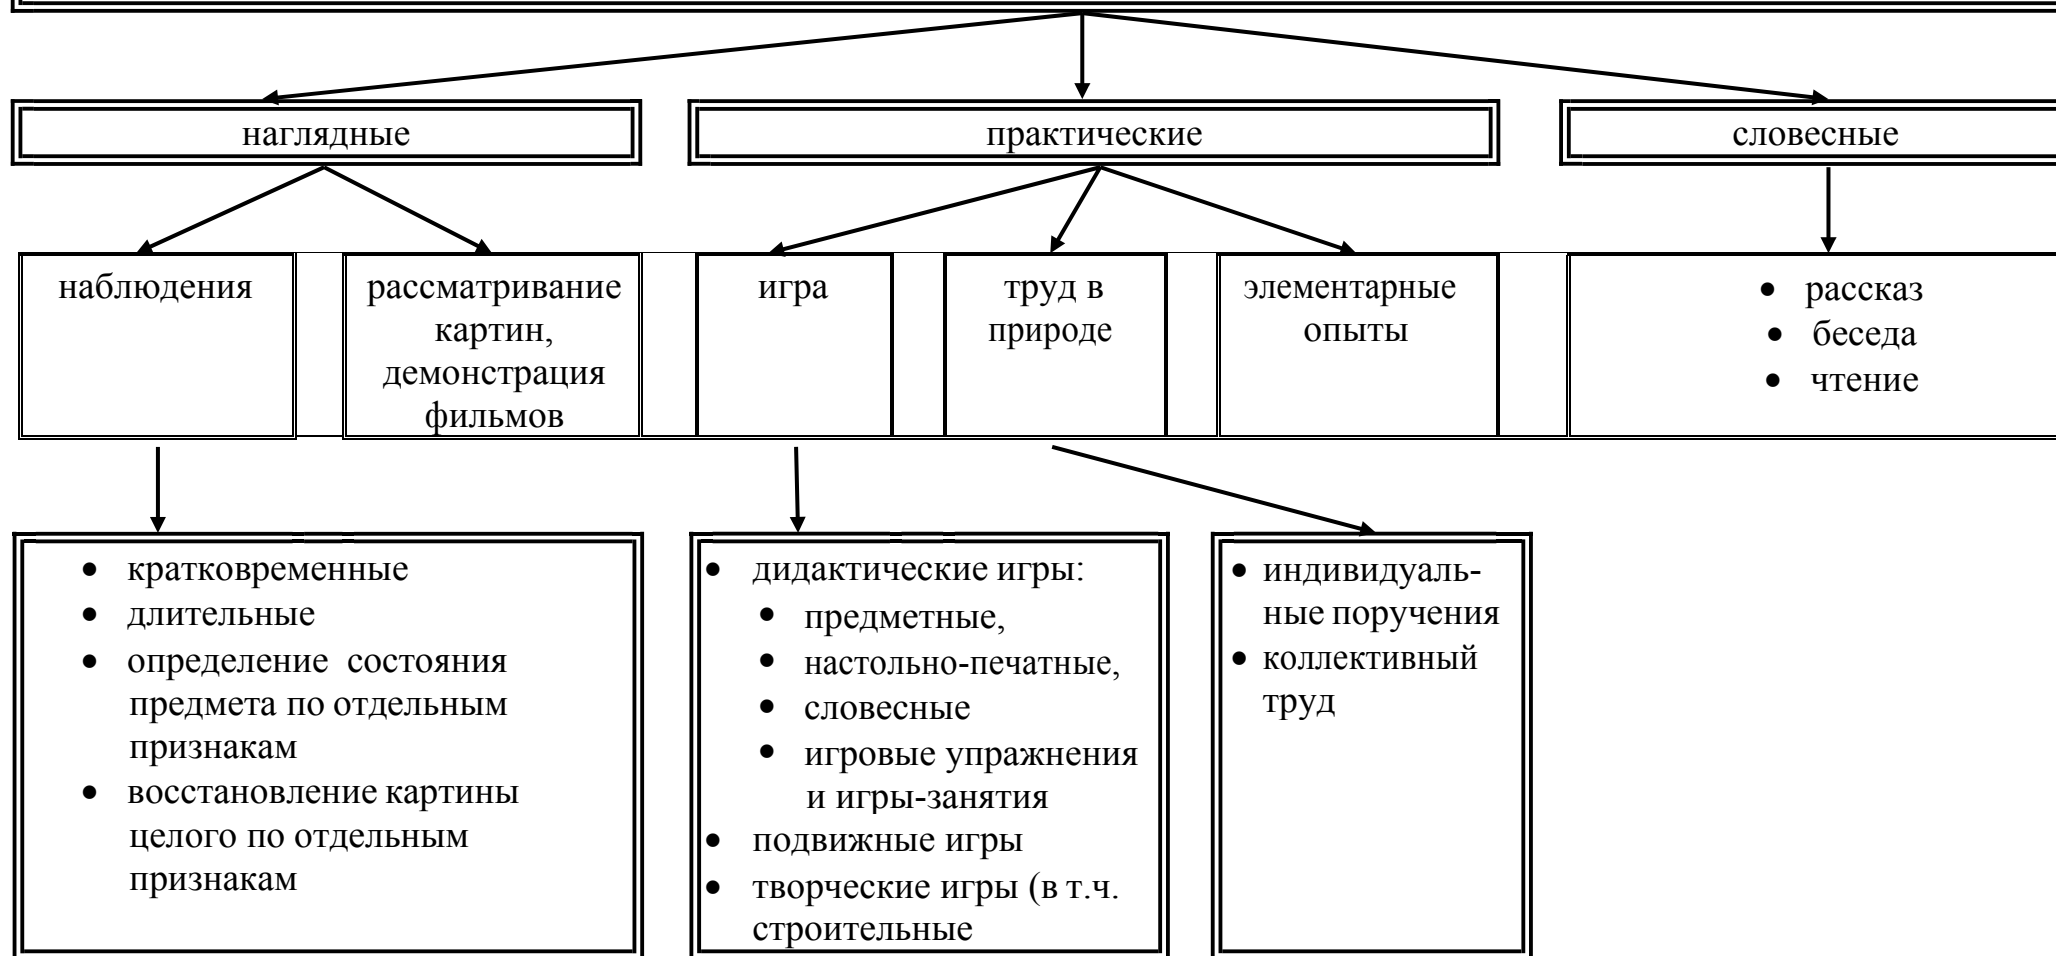 наглядные
практические
словесные
наблюдения
рассматривание
картин,
демонстрация
фильмов
игра
труд в
природе
элементарные
опыты
• рассказ
• беседа
• чтение
• кратковременные
• длительные
• определение состояния
предмета по отдельным
признакам
• восстановление картины
целого по отдельным
признакам
• дидактические игры:
• предметные,
• настольно-печатные,
• словесные
• игровые упражнения
и игры-занятия
• подвижные игры
• творческие игры (в т.ч.
строительные
• индивидуаль-
ные поручения
• коллективный
труд